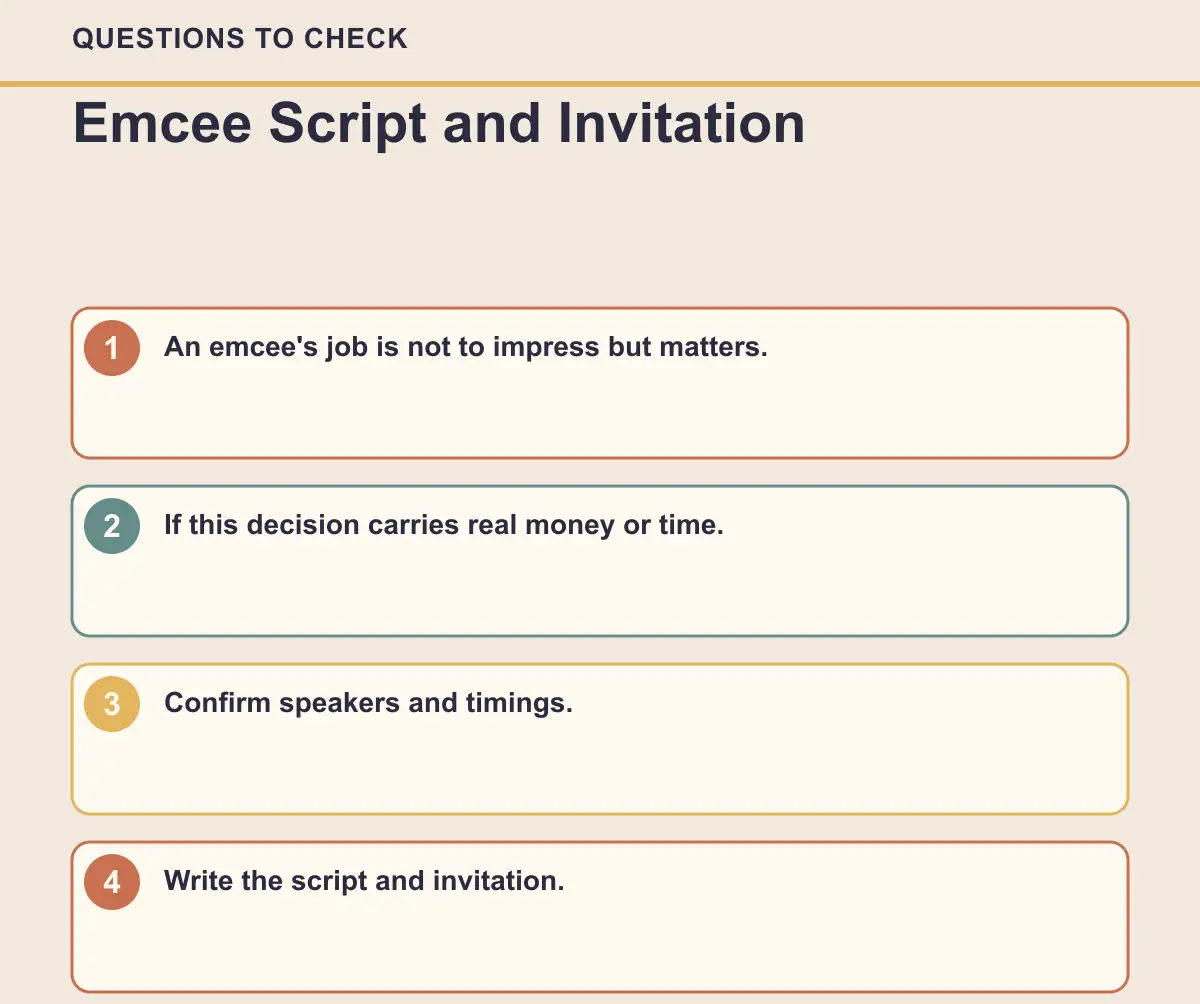 QUESTIONS TO CHECK
Emcee Script and Invitation
1
An emcee's job is not to impress but matters.
2
If this decision carries real money or time.
3
Confirm speakers and timings.
4
Write the script and invitation.